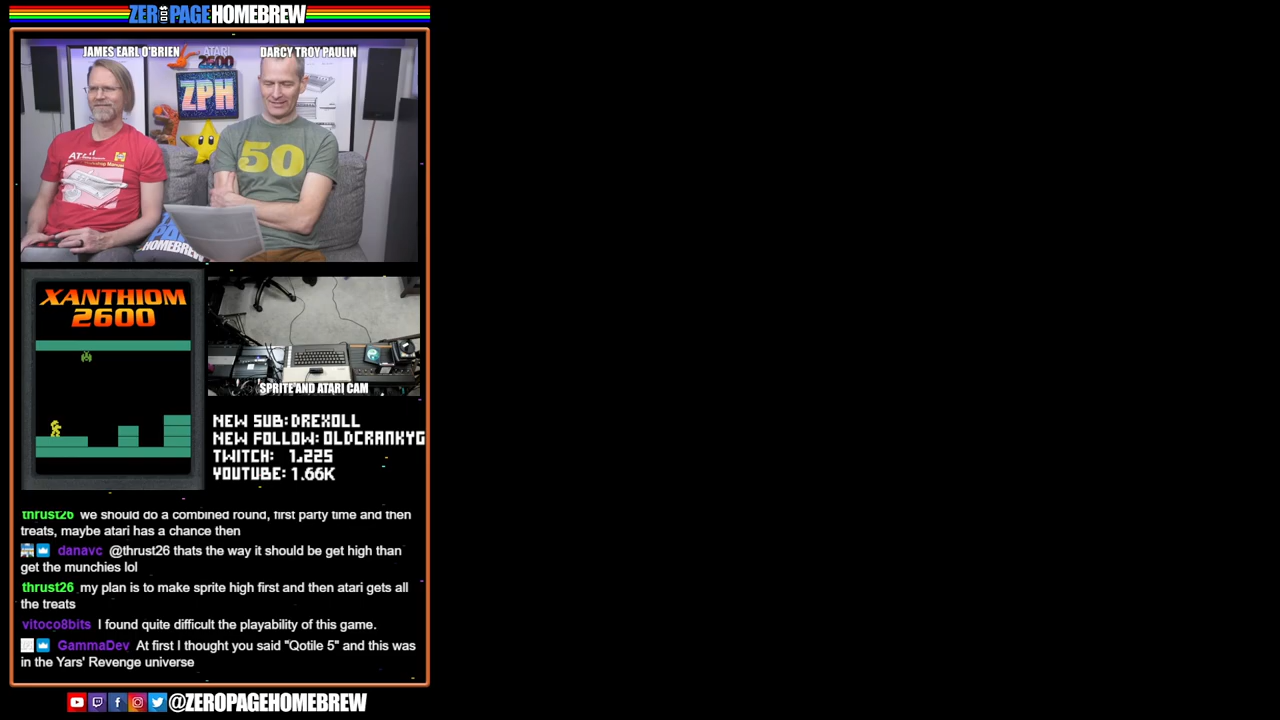 ZEROPAGE HOMEBREW
JAMES EARL O'BRIEN
DARCY TROY PAULIN
ATARI
2600
ZPH
50
HOMEBREW
XANTHIOM
2600
SPRITE AND ATARI CAM
NEW SUB: DREXOLL
NEW FOLLOW: OLDCRANKYG
TWITCH: 1,225
YOUTUBE: 1.66K
thrust26 we should do a combined round, first party time and then
treats, maybe atari has a chance then
danavc @thrust26 thats the way it should be get high than
get the munchies lol
thrust26 my plan is to make sprite high first and then atari gets all
the treats
vitoco8bits I found quite difficult the playability of this game.
GammaDev At first I thought you said "Qotile 5" and this was
in the Yars' Revenge universe
@ZEROPAGEHOMEBREW